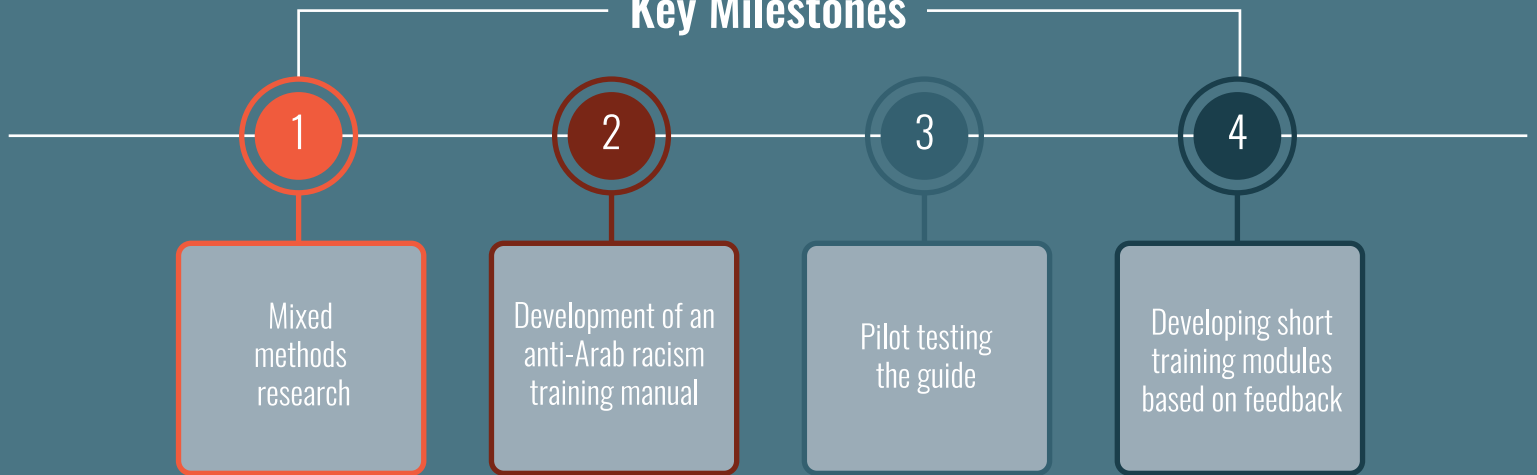 Key Milestones
1
2
3
4
Mixed
methods
research
Development of an
anti-Arab racism
training manual
Pilot testing
the guide
Developing short
training modules
based on feedback